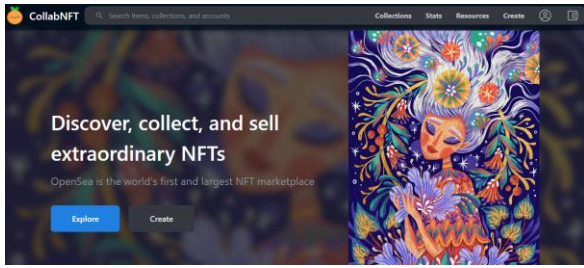 CollabNFT
Search items, collections, and accounts
Collections Stats Resources Create
Discover, collect, and sell
extraordinary NFTs
OpenSea is the world's first and largest NFT marketplace
Explore Create